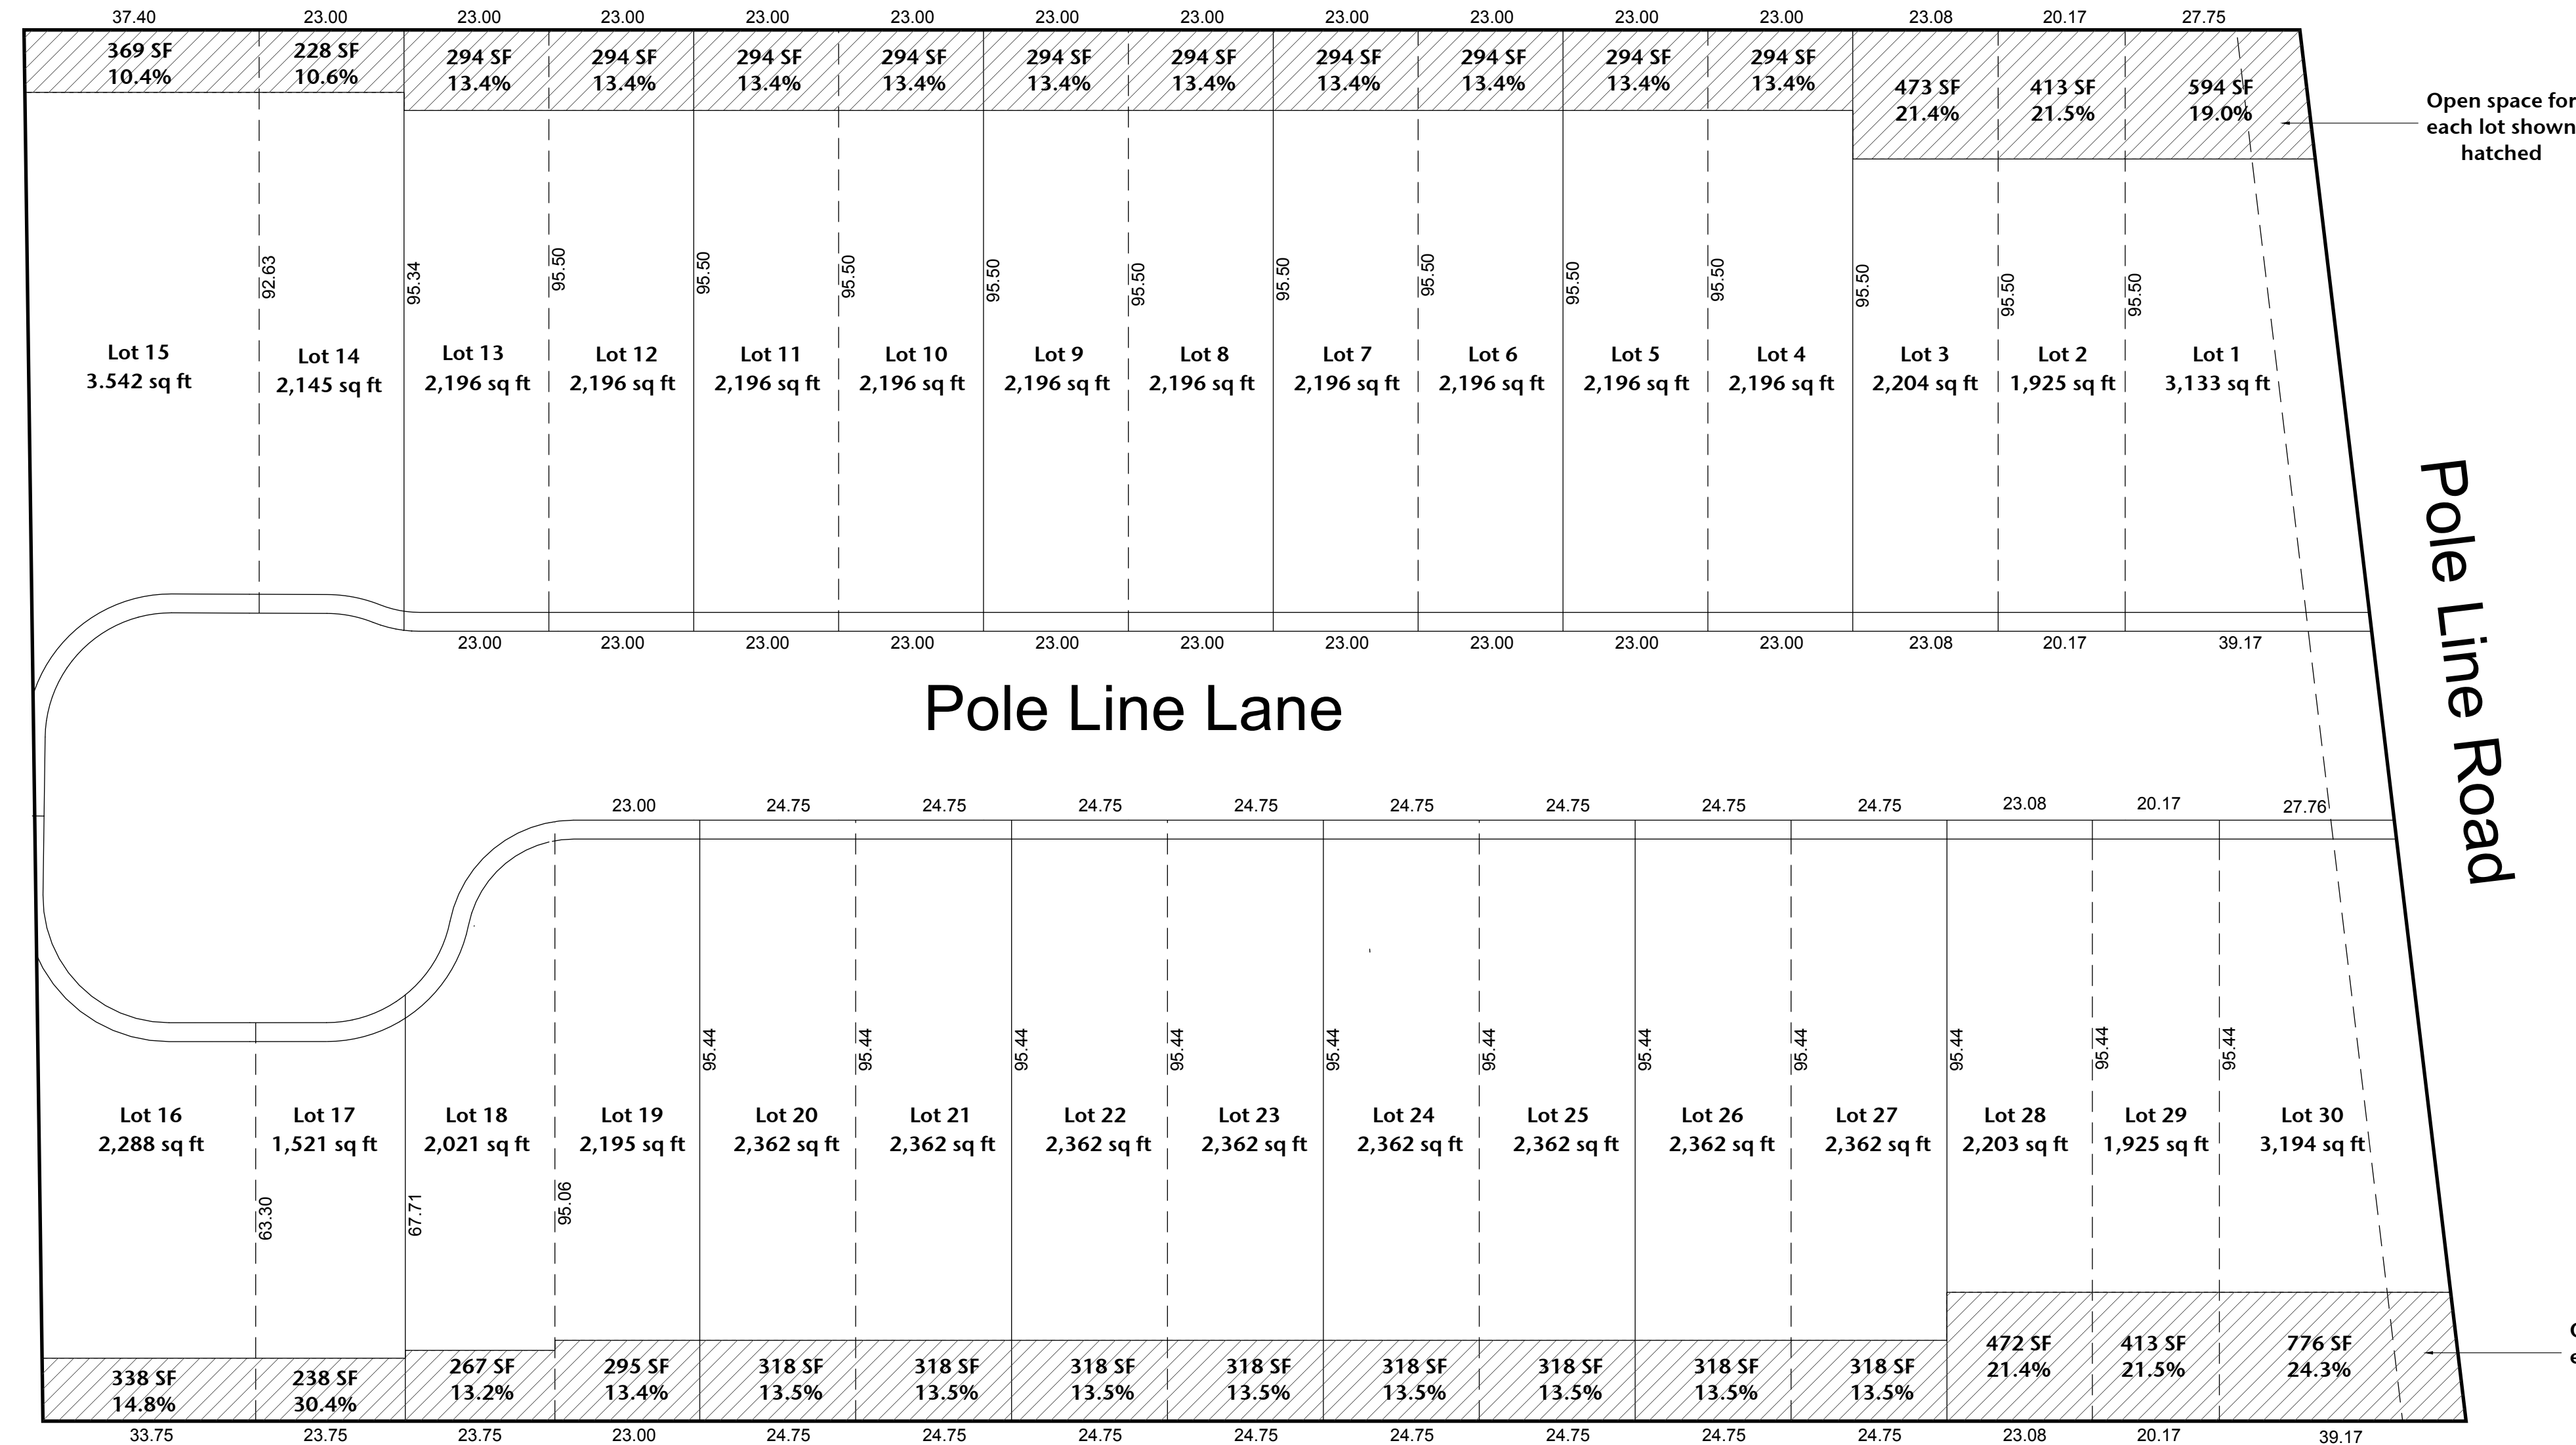 37.40 23.00 23.00 23.00 23.00 23.00 23.00 23.00 23.00 23.00 23.00 23.00 23.08 20.17 27.75
369 SF 228 SF 294 SF 294 SF 294 SF 294 SF 294 SF 294 SF 294 SF 294 SF 294 SF 294 SF 473 SF 413 SF 594 SF
10.4% 10.6% 13.4% 13.4% 13.4% 13.4% 13.4% 13.4% 13.4% 13.4% 13.4% 13.4% 21.4% 21.5% 19.0%
Open space for
each lot shown
hatched
92.63 95.34 95.50 95.50 95.50 95.50 95.50 95.50 95.50 95.50 95.50 95.50 95.50 95.50
Lot 15 Lot 14 Lot 13 Lot 12 Lot 11 Lot 10 Lot 9 Lot 8 Lot 7 Lot 6 Lot 5 Lot 4 Lot 3 Lot 2 Lot 1
3.542 sq ft 2,145 sq ft 2,196 sq ft 2,196 sq ft 2,196 sq ft 2,196 sq ft 2,196 sq ft 2,196 sq ft 2,196 sq ft 2,196 sq ft 2,196 sq ft 2,196 sq ft 2,204 sq ft 1,925 sq ft 3,133 sq ft
23.00 23.00 23.00 23.00 23.00 23.00 23.00 23.00 23.00 23.00 23.08 20.17 39.17
Pole Line Lane
Pole Line Road
23.00 24.75 24.75 24.75 24.75 24.75 24.75 24.75 24.75 23.08 20.17 27.76
95.44 95.44 95.44 95.44 95.44 95.44 95.44 95.44 95.44 95.44 95.44
Lot 16 Lot 17 Lot 18 Lot 19 Lot 20 Lot 21 Lot 22 Lot 23 Lot 24 Lot 25 Lot 26 Lot 27 Lot 28 Lot 29 Lot 30
2,288 sq ft 1,521 sq ft 2,021 sq ft 2,195 sq ft 2,362 sq ft 2,362 sq ft 2,362 sq ft 2,362 sq ft 2,362 sq ft 2,362 sq ft 2,362 sq ft 2,362 sq ft 2,203 sq ft 1,925 sq ft 3,194 sq ft
63.30 67.71 95.06
338 SF 238 SF 267 SF 295 SF 318 SF 318 SF 318 SF 318 SF 318 SF 318 SF 318 SF 318 SF 472 SF 413 SF 776 SF
14.8% 30.4% 13.2% 13.4% 13.5% 13.5% 13.5% 13.5% 13.5% 13.5% 13.5% 13.5% 21.4% 21.5% 24.3%
33.75 23.75 23.75 23.00 24.75 24.75 24.75 24.75 24.75 24.75 24.75 24.75 23.08 20.17 39.17